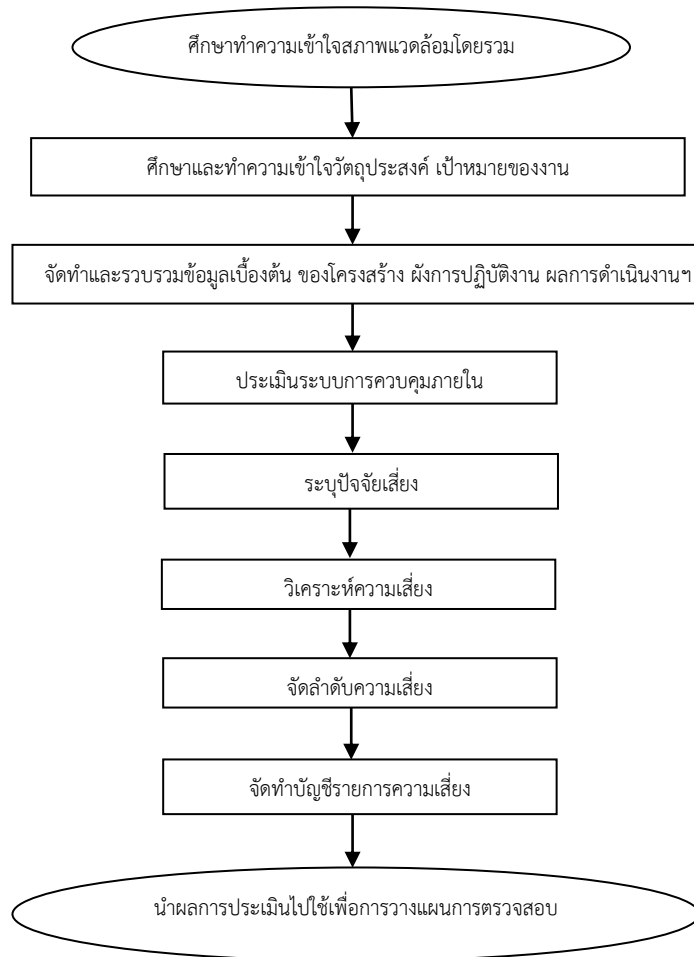 ศึกษาทำความเข้าใจสภาพแวดล้อมโดยรวม
ศึกษาและทำความเข้าใจวัตถุประสงค์ เป้าหมายของงาน
จัดทำและรวบรวมข้อมูลเบื้องต้น ของโครงสร้าง ผังการปฏิบัติงาน ผลการดำเนินงานฯ
ประเมินระบบการควบคุมภายใน
ระบุปัจจัยเสี่ยง
วิเคราะห์ความเสี่ยง
จัดลำดับความเสี่ยง
จัดทำบัญชีรายการความเสี่ยง
นำผลการประเมินไปใช้เพื่อการวางแผนการตรวจสอบ